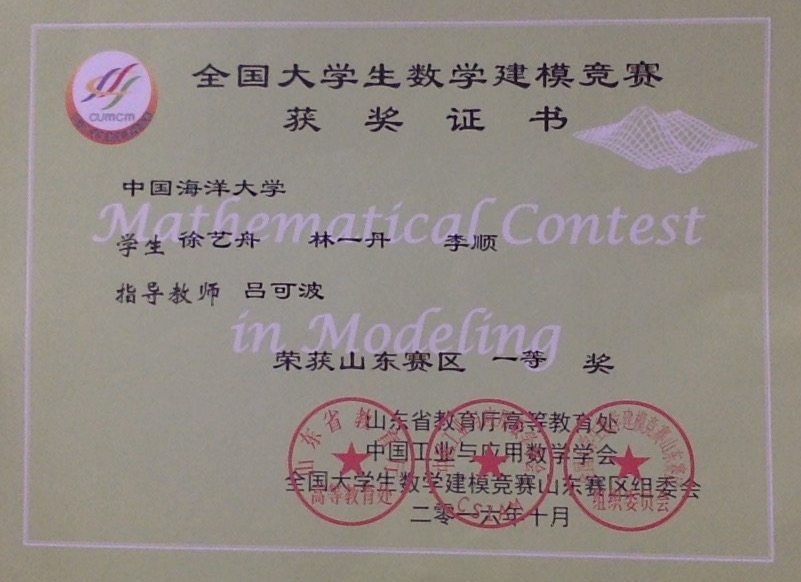 CUMCM
全国大学生数学建模竞赛
获奖证书
中国海洋大学
Mathematical Contest
学生 徐艺舟 林一丹 李顺
指导教师 吕可波
in Modeling
荣获山东赛区 一等 奖
山东省教育厅高等教育处
中国工业与应用数学学会
全国大学生数学建模竞赛山东赛区组委会
二零一六年十月
山东省教育厅
高等教育处
组织委员会